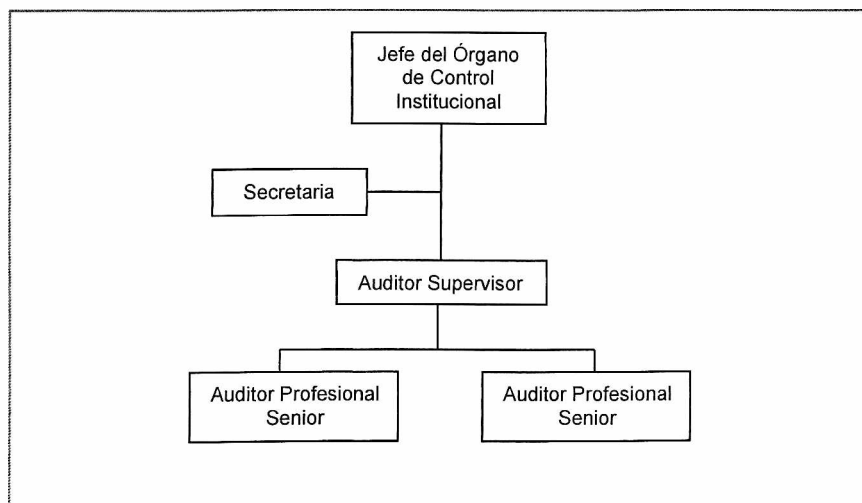 Jefe del Órgano
de Control
Institucional
Secretaria
Auditor Supervisor
Auditor Profesional
Senior
Auditor Profesional
Senior